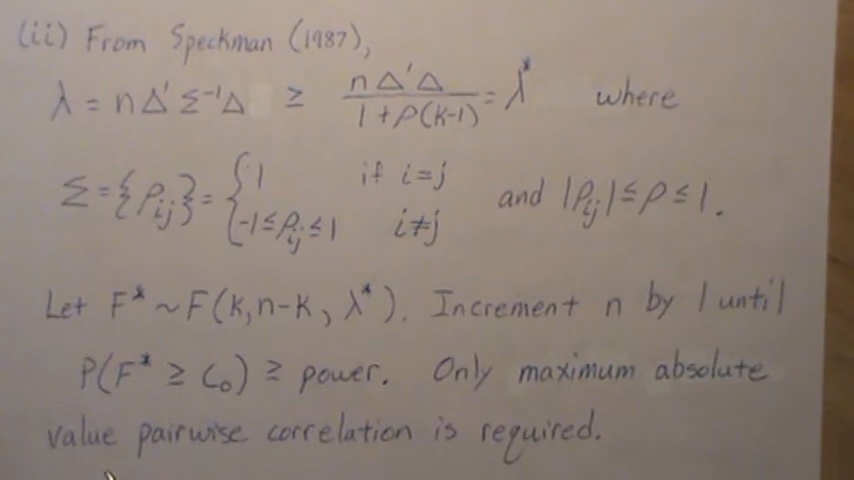 (ii) From Speckman (1987),
λ = nΔ'Σ⁻¹Δ ≥ nΔ'Δ / 1+ρ(k-1) = λ* where
Σ = {ρij} = { 1 if i=j
-1≤ρij≤1 i≠j and |ρij| ≤ ρ ≤ 1.
Let F* ~ F(k, n-k, λ*). Increment n by 1 until
P(F* ≥ C₀) ≥ power. Only maximum absolute
value pairwise correlation is required.